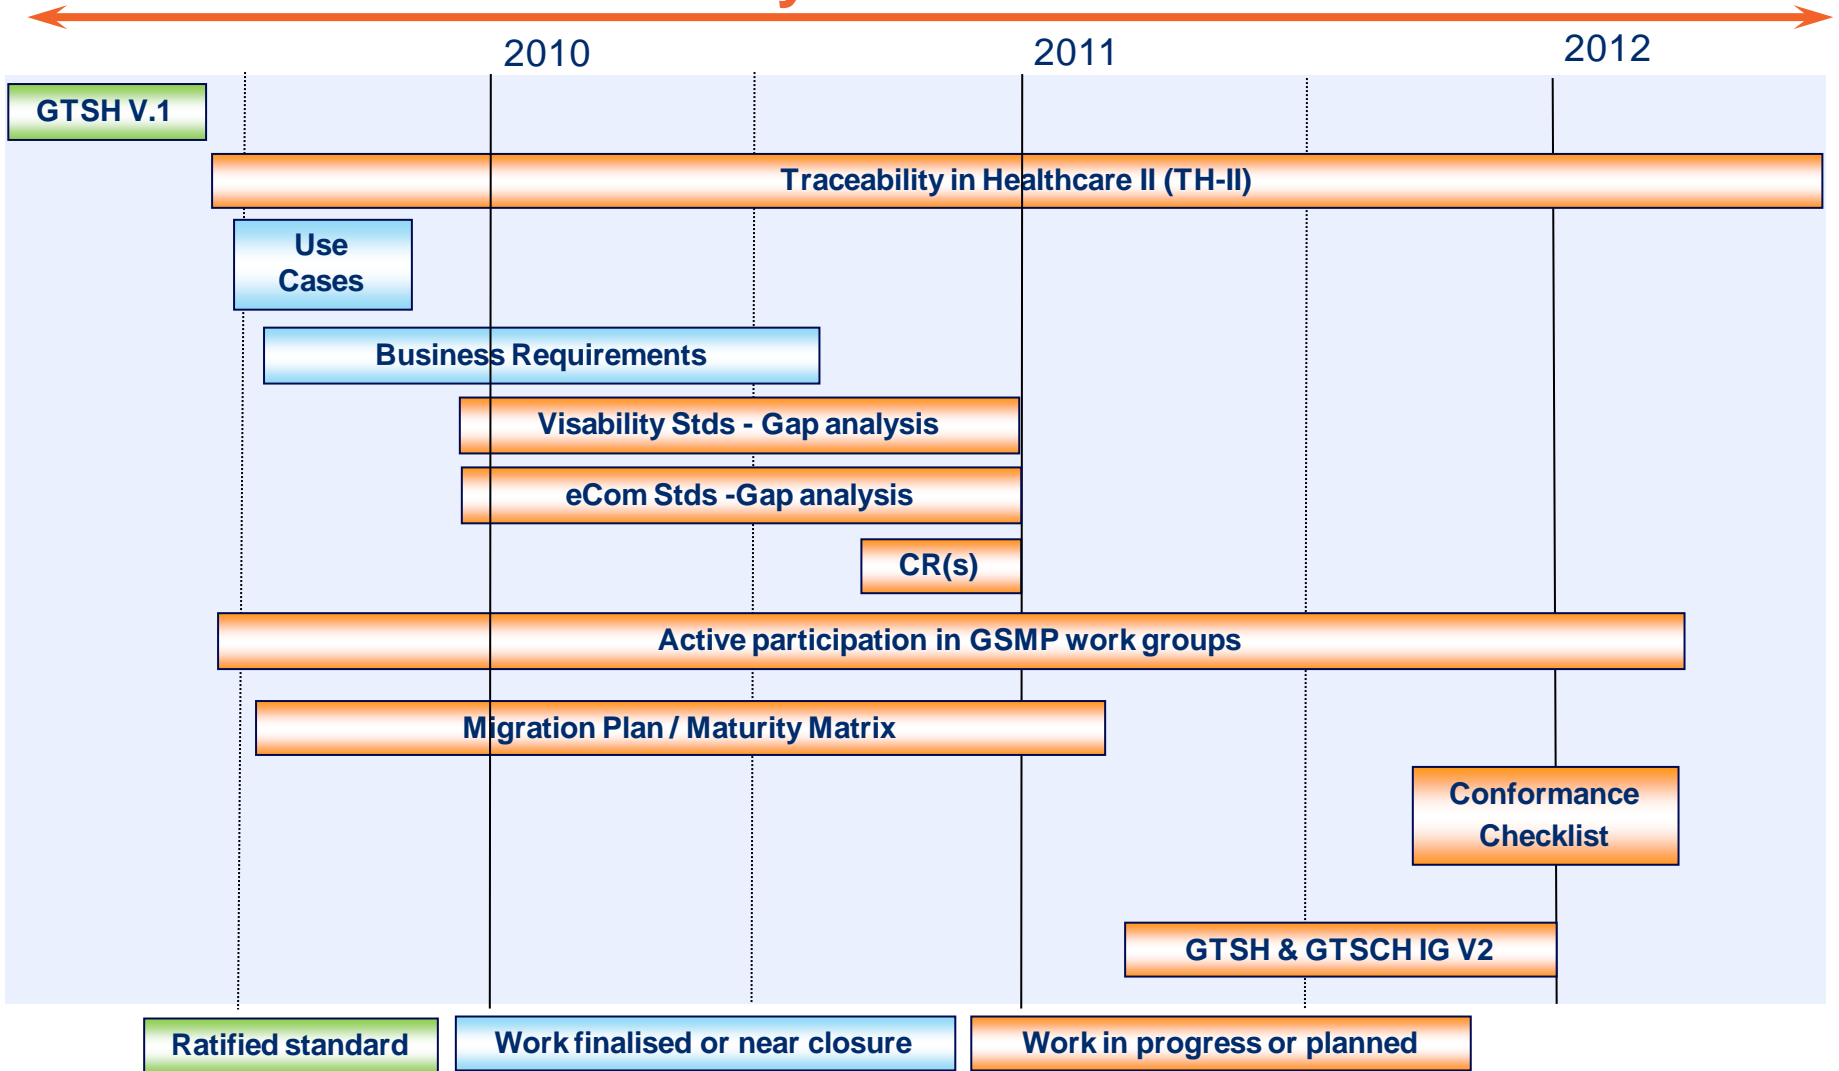 2010
2011
2012
GTSH V.1
Traceability in Healthcare II (TH-II)
Use
Cases
Business Requirements
Visability Stds - Gap analysis
eCom Stds -Gap analysis
CR(s)
Active participation in GSMP work groups
Migration Plan / Maturity Matrix
Conformance
Checklist
GTSH & GTSCH IG V2
Ratified standard
Work finalised or near closure
Work in progress or planned